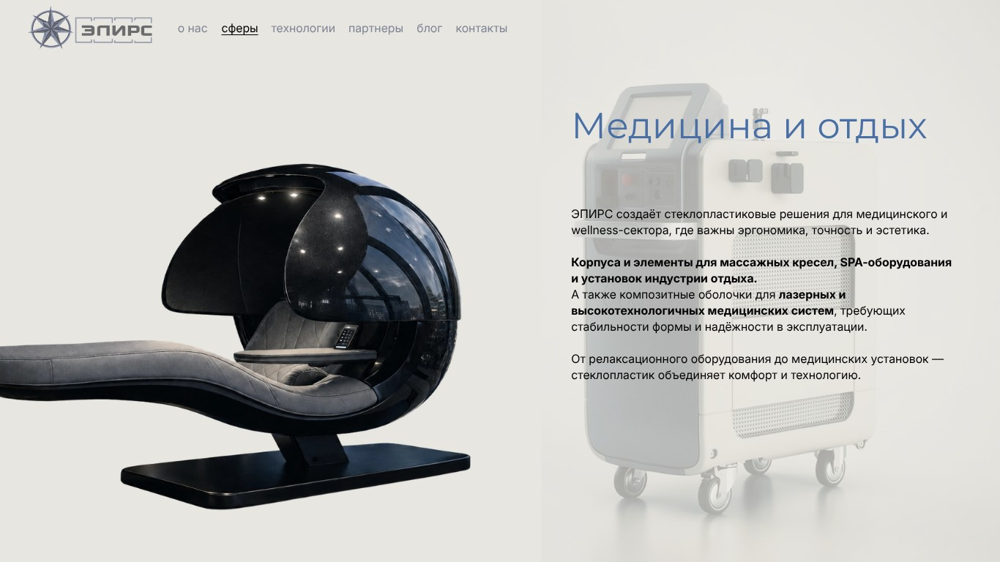 ЭПИРС
о нас сферы технологии партнеры блог контакты
Медицина и отдых
ЭПИРС создаёт стеклопластиковые решения для медицинского и
wellness-сектора, где важны эргономика, точность и эстетика.
Корпуса и элементы для массажных кресел, SPA-оборудования
и установок индустрии отдыха.
А также композитные оболочки для лазерных и
высокотехнологичных медицинских систем, требующих
стабильности формы и надёжности в эксплуатации.
От релаксационного оборудования до медицинских установок —
стеклопластик объединяет комфорт и технологию.